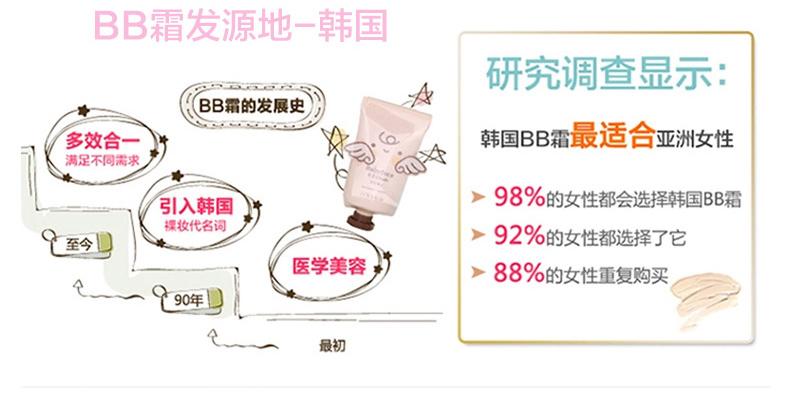 BB霜发源地-韩国
BB霜的发展史
多效合一
满足不同需求
引入韩国
裸妆代名词
医学美容
至今
90年
最初
研究调查显示：
韩国BB霜最适合亚洲女性
98%的女性都会选择韩国BB霜
92%的女性都选择了它
88%的女性重复购买